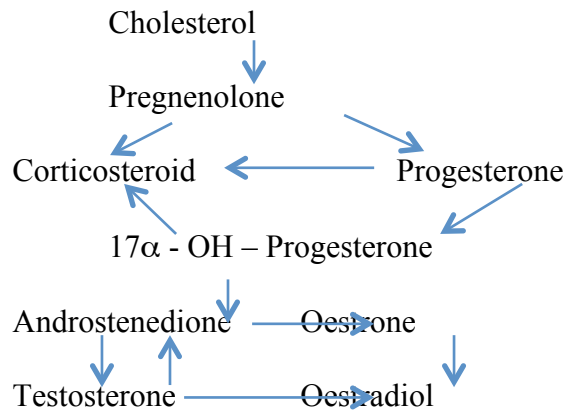 Cholesterol
Pregnenolone
Corticosteroid Progesterone
17α - OH – Progesterone
Androstenedione Oestrone
Testosterone Oestradiol